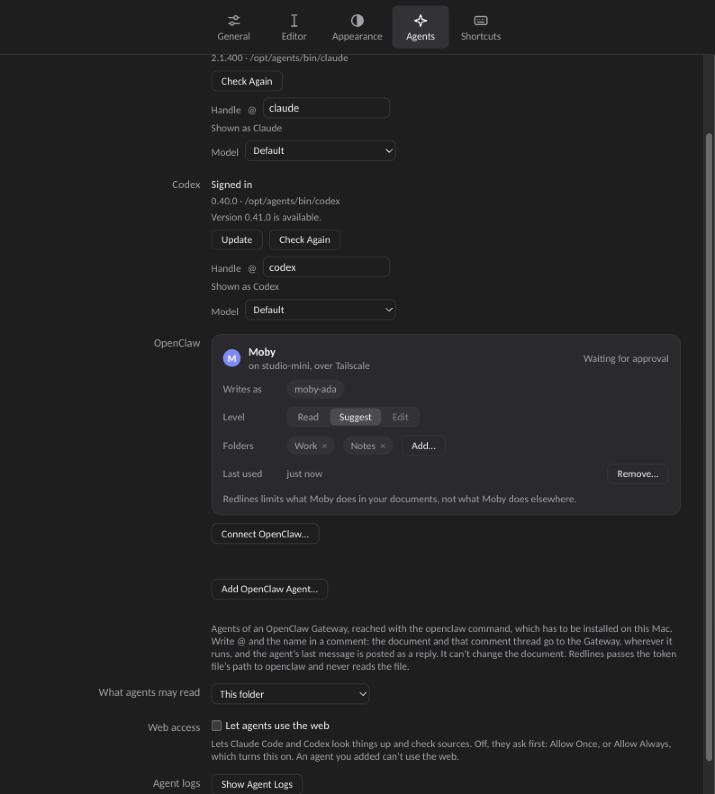 General
Editor
Appearance
Agents
Shortcuts
2.1.400 · /opt/agents/bin/claude
Check Again
Handle @ claude
Shown as Claude
Model Default
Codex Signed in
0.40.0 · /opt/agents/bin/codex
Version 0.41.0 is available.
Update Check Again
Handle @ codex
Shown as Codex
Model Default
OpenClaw
M Moby
on studio-mini, over Tailscale
Waiting for approval
Writes as moby-ada
Level Read Suggest Edit
Folders Work × Notes × Add...
Last used just now Remove...
Redlines limits what Moby does in your documents, not what Moby does elsewhere.
Connect OpenClaw...
Add OpenClaw Agent...
Agents of an OpenClaw Gateway, reached with the openclaw command, which has to be installed on this Mac.
Write @ and the name in a comment: the document and that comment thread go to the Gateway, wherever it
runs, and the agent's last message is posted as a reply. It can't change the document. Redlines passes the token
file's path to openclaw and never reads the file.
What agents may read This folder
Web access Let agents use the web
Lets Claude Code and Codex look things up and check sources. Off, they ask first: Allow Once, or Allow Always,
which turns this on. An agent you added can't use the web.
Agent logs Show Agent Logs